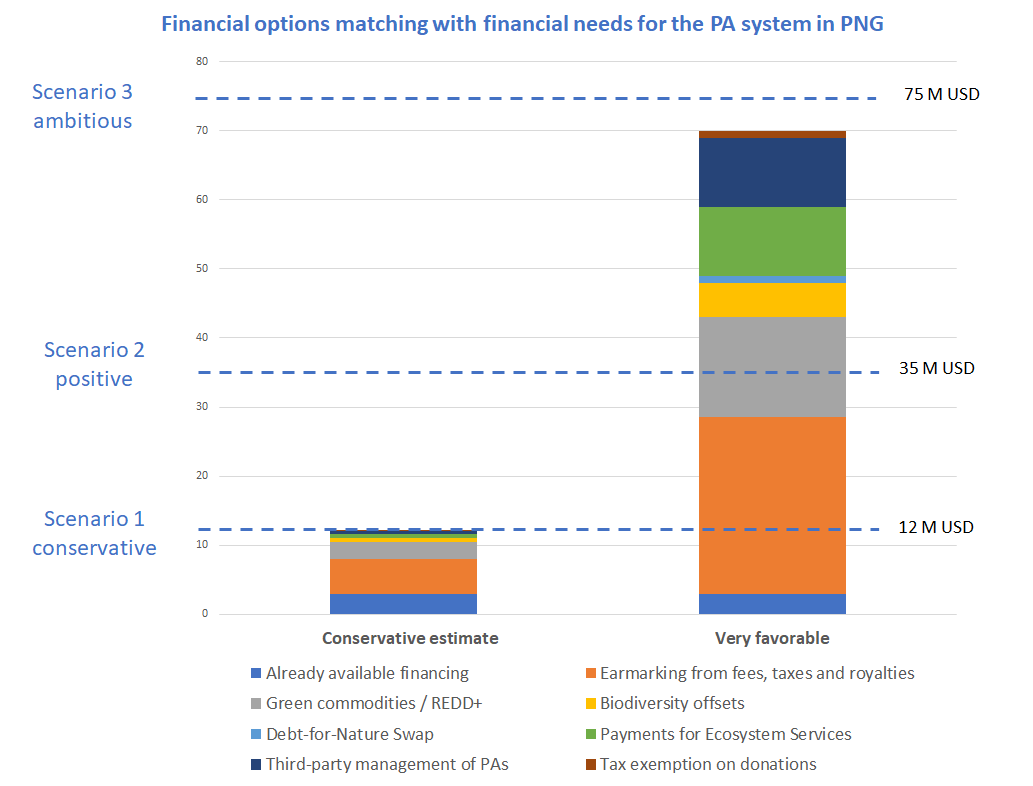 Financial options matching with financial needs for the PA system in PNG
80
Scenario 3
ambitious
75 M USD
70
60
50
40
Scenario 2
positive
35 M USD
30
20
Scenario 1
conservative
12 M USD
10
0
Conservative estimate
Very favorable
Already available financing
Earmarking from fees, taxes and royalties
Green commodities / REDD+
Biodiversity offsets
Debt-for-Nature Swap
Payments for Ecosystem Services
Third-party management of PAs
Tax exemption on donations